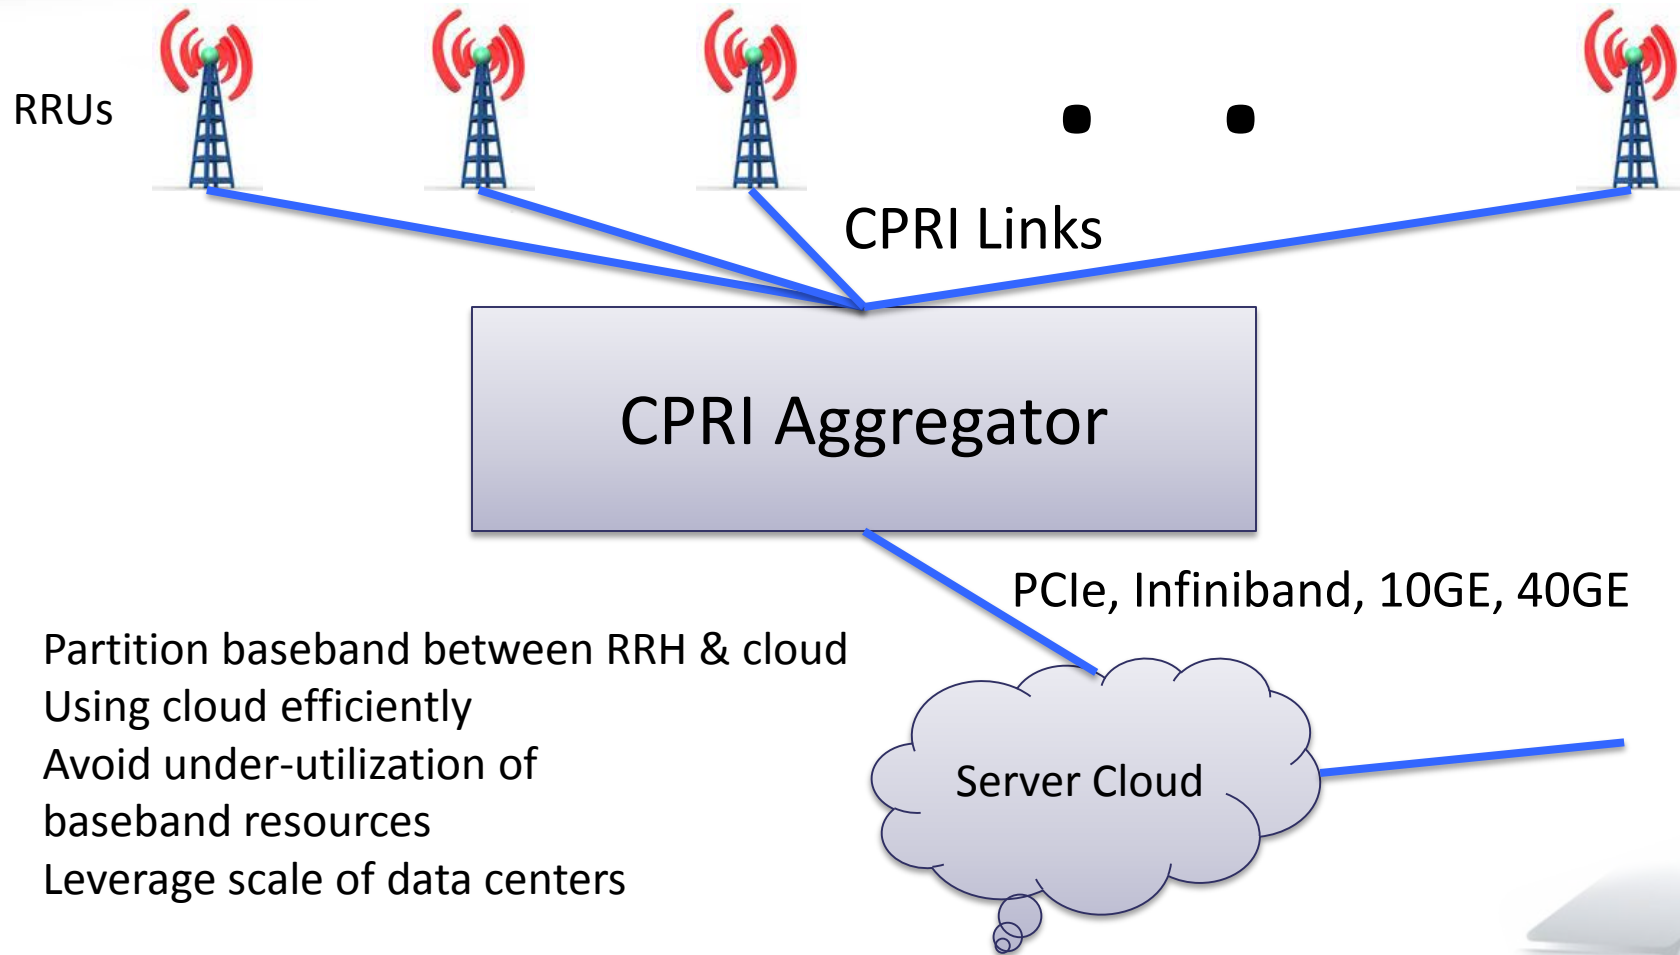 RRUs
CPRI Links
CPRI Aggregator
PCIe, Infiniband, 10GE, 40GE
Partition baseband between RRH & cloud
Using cloud efficiently
Avoid under-utilization of
baseband resources
Leverage scale of data centers
Server Cloud